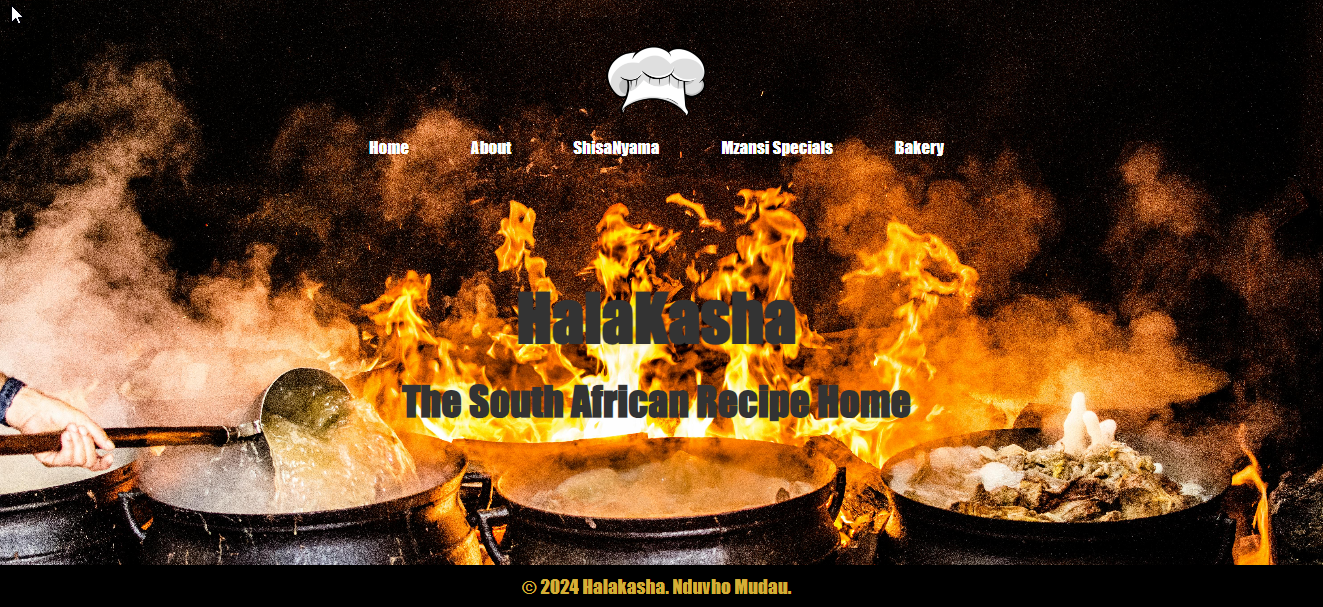 Home About ShisaNyama Mzansi Specials Bakery
HalaKasha
The South African Recipe Home
© 2024 Halakasha. Nduvho Mudau.